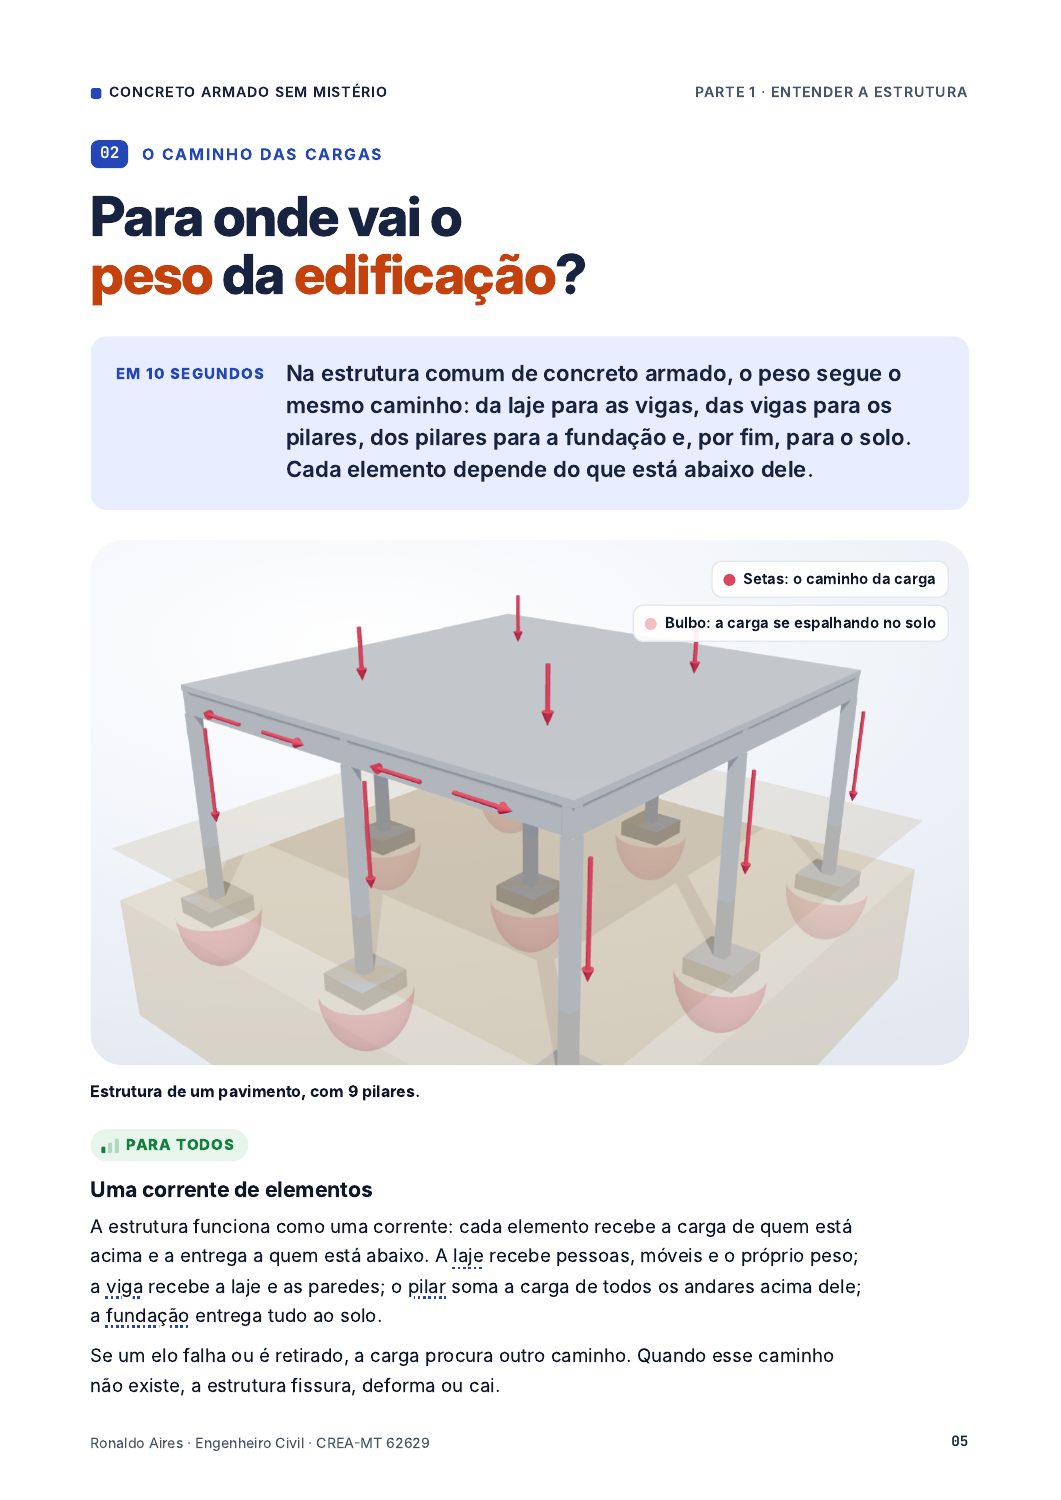 CONCRETO ARMADO SEM MISTÉRIO
PARTE 1 · ENTENDER A ESTRUTURA
02 O CAMINHO DAS CARGAS
Para onde vai o
peso da edificação?
EM 10 SEGUNDOS
Na estrutura comum de concreto armado, o peso segue o
mesmo caminho: da laje para as vigas, das vigas para os
pilares, dos pilares para a fundação e, por fim, para o solo.
Cada elemento depende do que está abaixo dele.
Setas: o caminho da carga
Bulbo: a carga se espalhando no solo
Estrutura de um pavimento, com 9 pilares.
PARA TODOS
Uma corrente de elementos
A estrutura funciona como uma corrente: cada elemento recebe a carga de quem está
acima e a entrega a quem está abaixo. A laje recebe pessoas, móveis e o próprio peso;
a viga recebe a laje e as paredes; o pilar soma a carga de todos os andares acima dele;
a fundação entrega tudo ao solo.
Se um elo falha ou é retirado, a carga procura outro caminho. Quando esse caminho
não existe, a estrutura fissura, deforma ou cai.
Ronaldo Aires · Engenheiro Civil · CREA-MT 62629
05